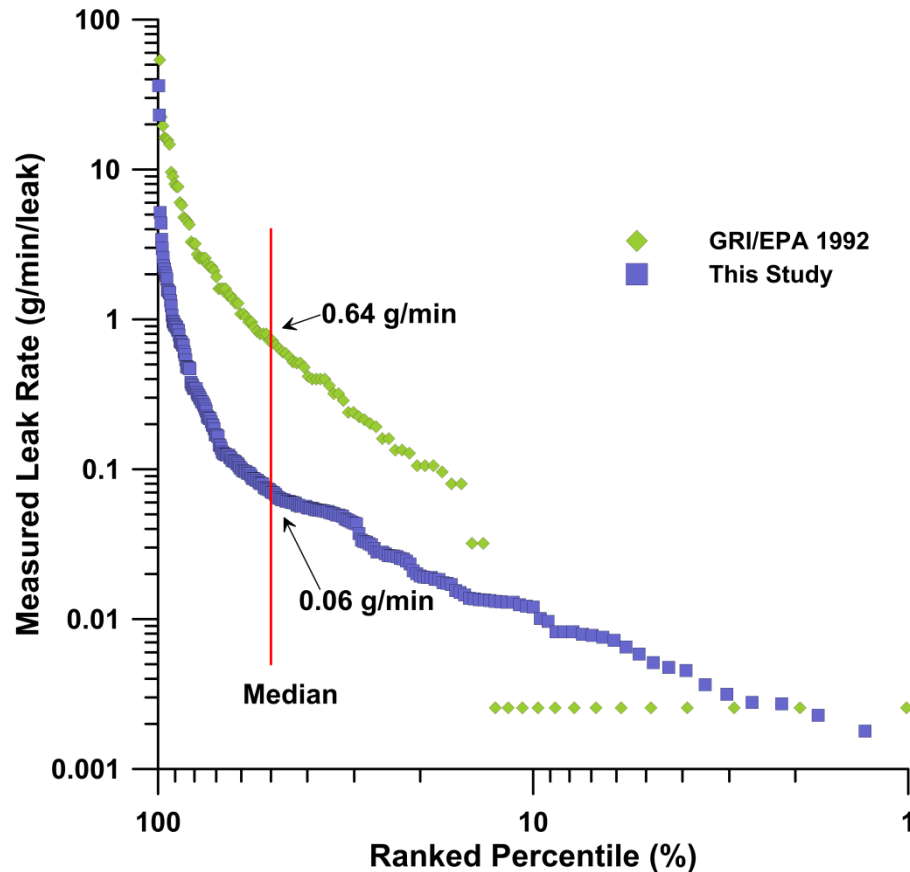 100
10
1
0.1
0.01
0.001
Measured Leak Rate (g/min/leak)
GRI/EPA 1992
This Study
0.64 g/min
0.06 g/min
Median
100
10
1
Ranked Percentile (%)